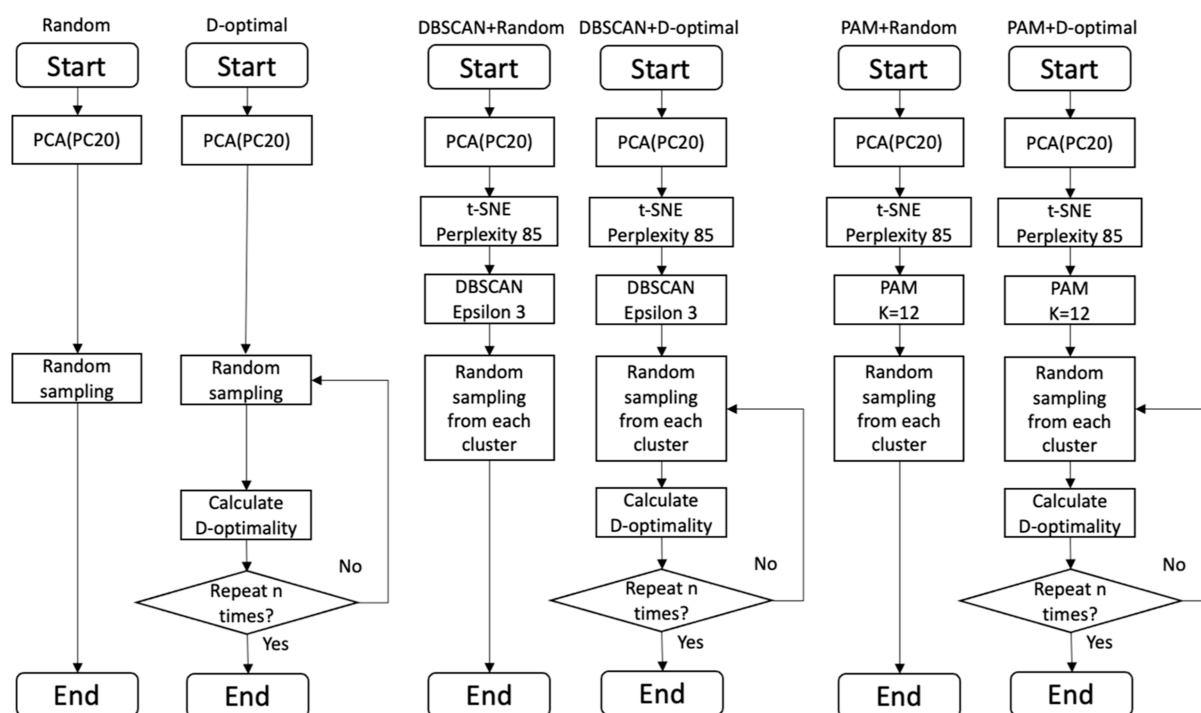 Random
Start
PCA(PC20)
Random
sampling
End
D-optimal
Start
PCA(PC20)
Random
sampling
Calculate
D-optimality
Repeat n
times?
No
Yes
End
DBSCAN+Random
Start
PCA(PC20)
t-SNE
Perplexity 85
DBSCAN
Epsilon 3
Random
sampling
from each
cluster
End
DBSCAN+D-optimal
Start
PCA(PC20)
t-SNE
Perplexity 85
DBSCAN
Epsilon 3
Random
sampling
from each
cluster
Calculate
D-optimality
Repeat n
times?
No
Yes
End
PAM+Random
Start
PCA(PC20)
t-SNE
Perplexity 85
PAM
K=12
Random
sampling
from each
cluster
End
PAM+D-optimal
Start
PCA(PC20)
t-SNE
Perplexity 85
PAM
K=12
Random
sampling
from each
cluster
Calculate
D-optimality
Repeat n
times?
No
Yes
End